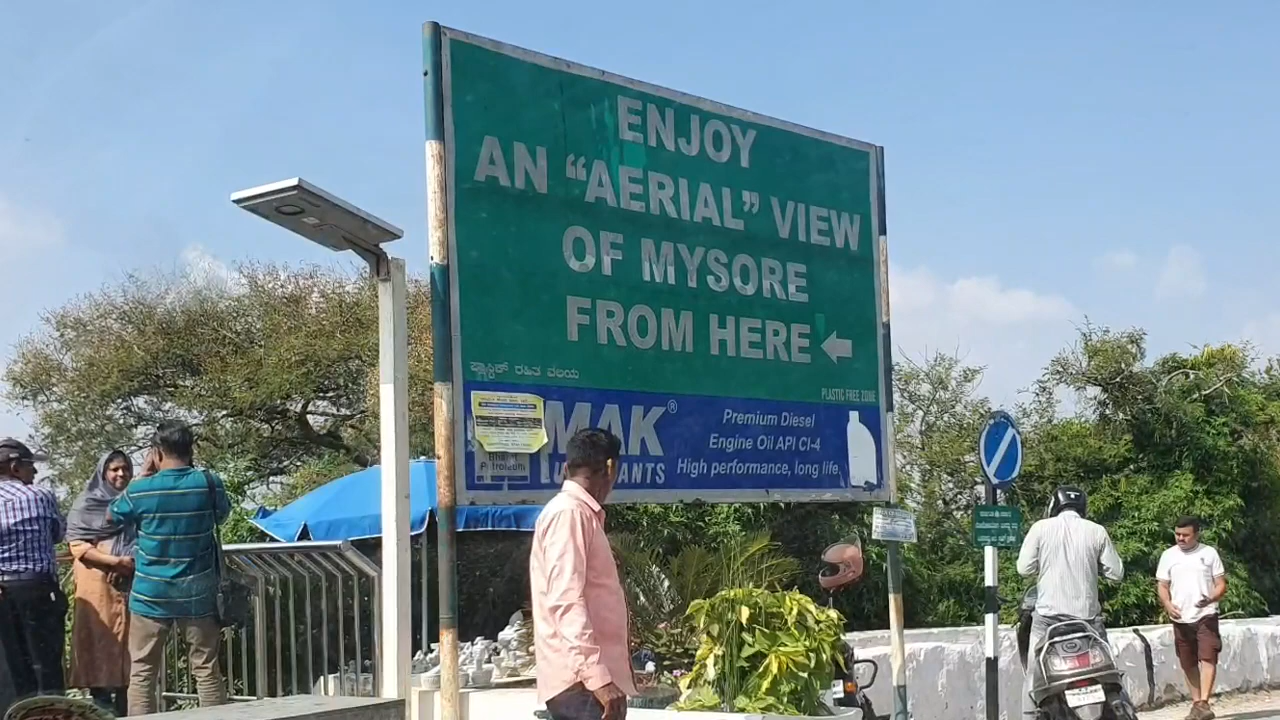 ENJOY
AN “AERIAL” VIEW
OF MYSORE
FROM HERE
ಪ್ಲಾಸ್ಟಿಕ್ ರಹಿತ ವಲಯ
PLASTIC FREE ZONE
MAK®
Petroleum
Premium Diesel
Engine Oil API CI-4
High performance, long life.